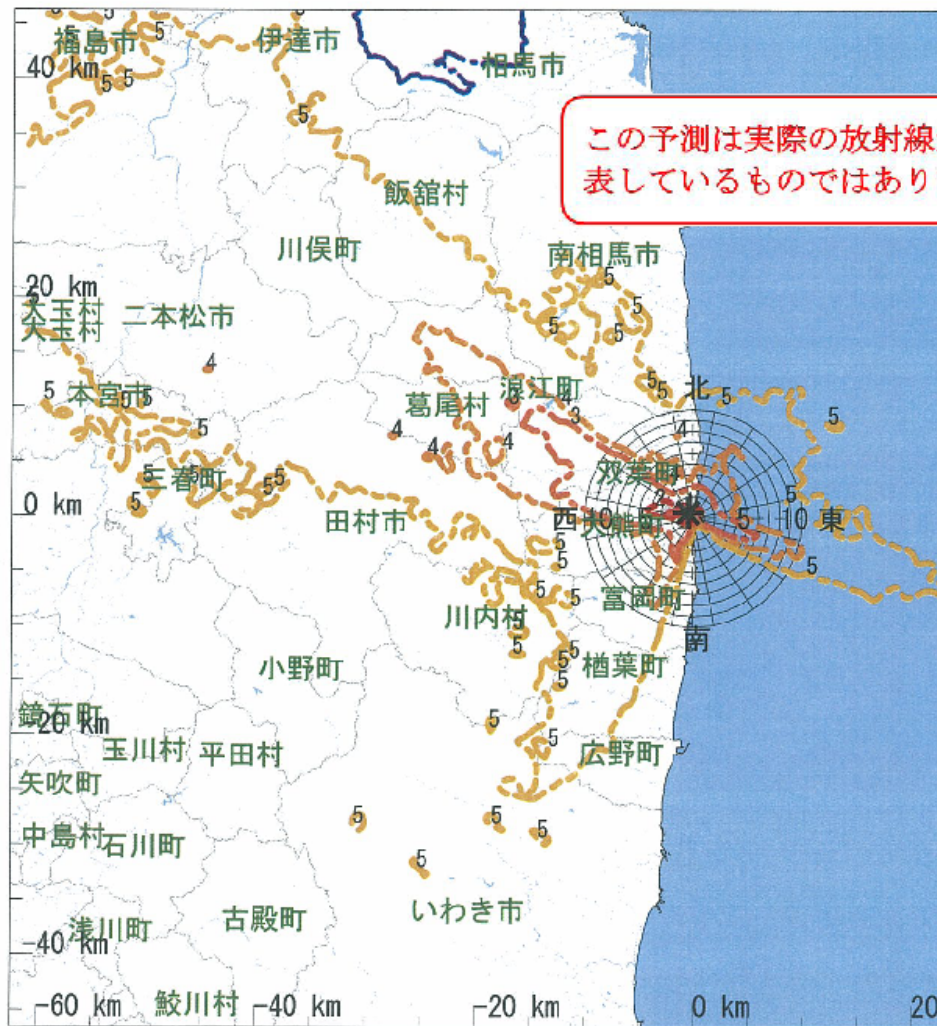 福島市
伊達市
相馬市
40 km
この予測は実際の放射線
表しているものではあり
飯舘村
川俣町
南相馬市
20 km
大玉村
大玉村
二本松市
本宮市
葛尾村
浪江町
北
三春町
双葉町
0 km
田村市
西
大熊町
5
10
東
富岡町
川内村
南
小野町
楢葉町
鏡石町
-20 km
玉川村
平田村
広野町
矢吹町
中島村
石川町
いわき市
浅川町
古殿町
-40 km
鮫川村
-60 km
-40 km
-20 km
0 km
20